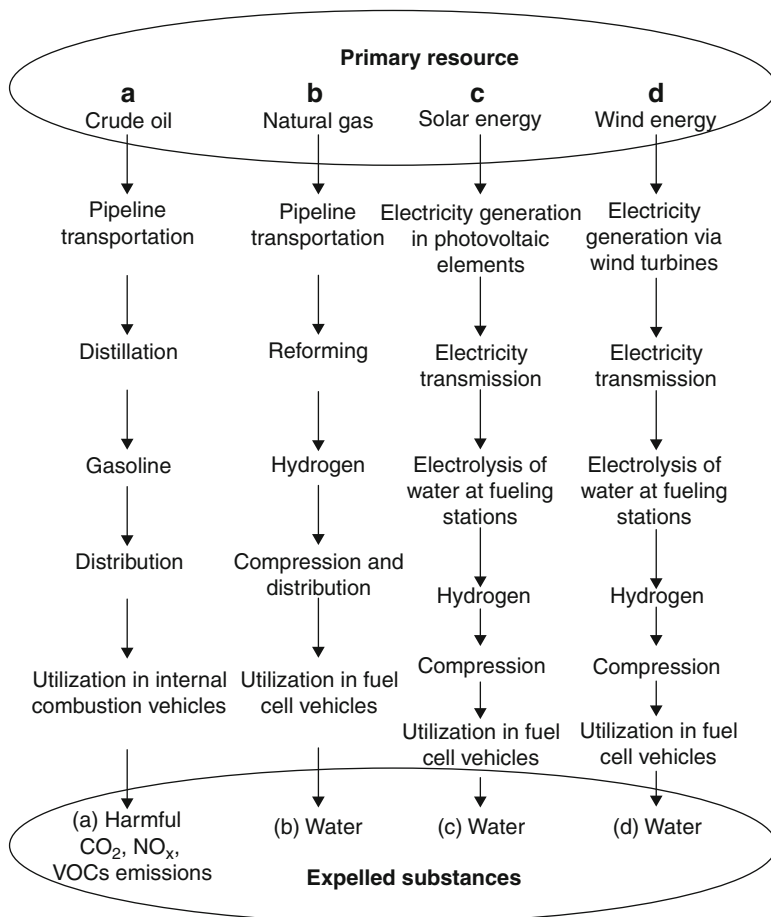 Primary resource
a
Crude oil
Pipeline
transportation
Distillation
Gasoline
Distribution
Utilization in internal
combustion vehicles
(a) Harmful
CO₂, NOₓ,
VOCs emissions
b
Natural gas
Pipeline
transportation
Reforming
Hydrogen
Compression and
distribution
Utilization in fuel
cell vehicles
(b) Water
c
Solar energy
Electricity generation
in photovoltaic
elements
Electricity
transmission
Electrolysis of
water at fueling
stations
Hydrogen
Compression
Utilization in fuel
cell vehicles
(c) Water
d
Wind energy
Electricity
generation via
wind turbines
Electricity
transmission
Electrolysis of
water at fueling
stations
Hydrogen
Compression
Utilization in fuel
cell vehicles
(d) Water
Expelled substances